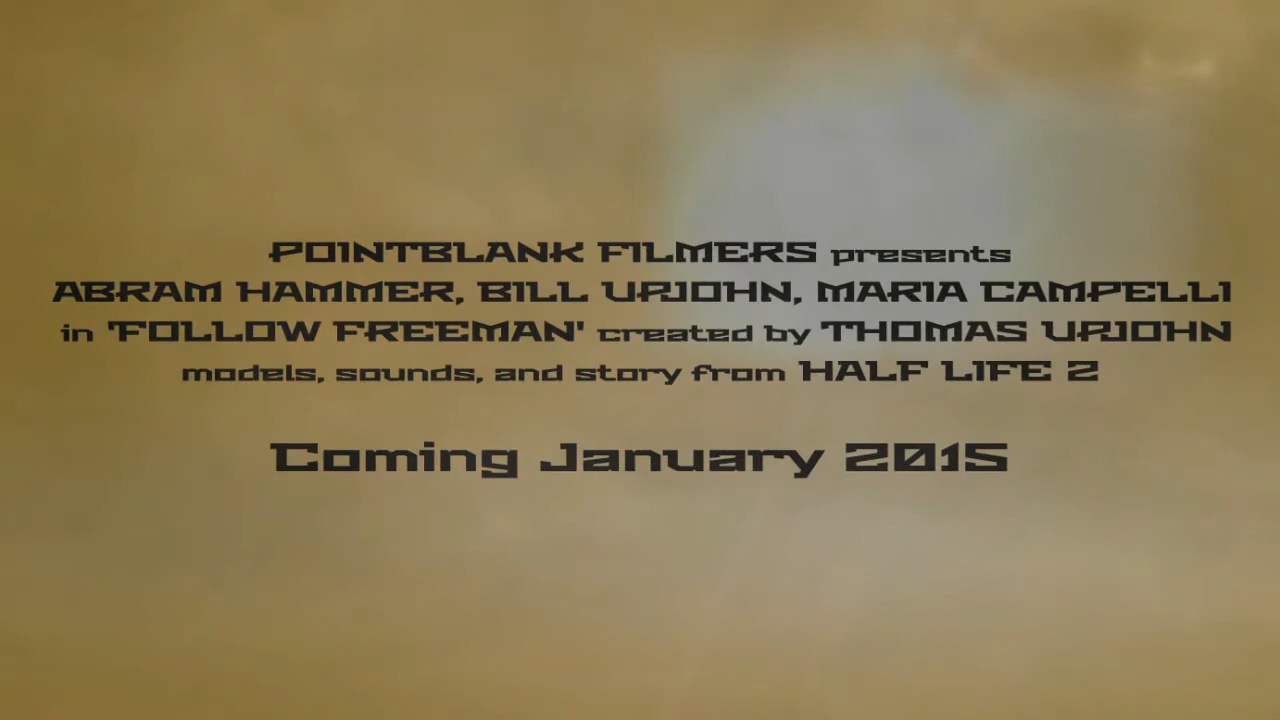 POINTBLANK FILMERS presents
ABRAM HAMMER, BILL UPJOHN, MARIA CAMPELLI
in 'FOLLOW FREEMAN' created by THOMAS UPJOHN
models, sounds, and story from HALF LIFE 2
Coming January 2015